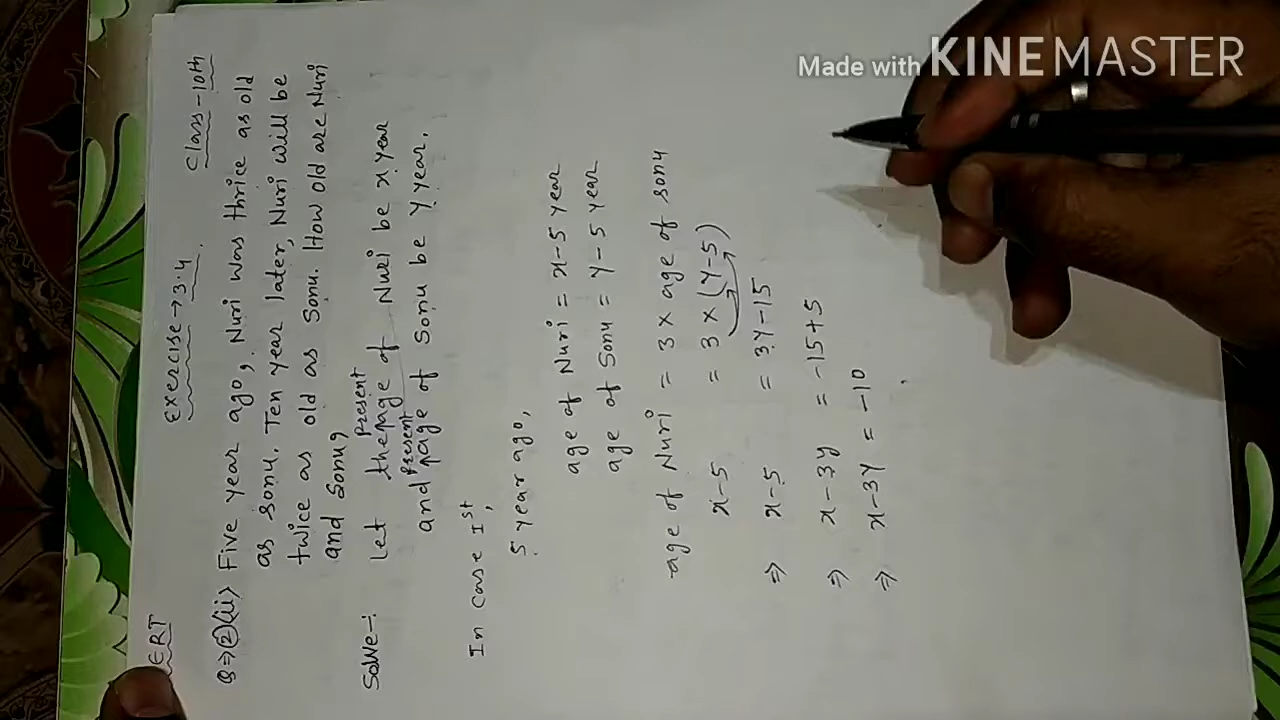 ERT Exercise → 3.4. Class - 10th
Q ⇒ (2)(ii)> Five year ago, Nuri was thrice as old
as sonu. Ten year later, Nuri will be
twice as old as Sonu. How old are Nuri
and Sonu,
Solve -: Let the present age of Nuri be x year
and present age of Sonu be y year.
In case Ist,
5 year ago,
age of Nuri = x-5 year
age of Sonu = y-5 year
age of Nuri = 3 x age of sonu
x-5 = 3 x (y-5)
⇒ x-5 = 3y-15
⇒ x-3y = -15+5
⇒ x-3y = -10
Made with KINEMASTER